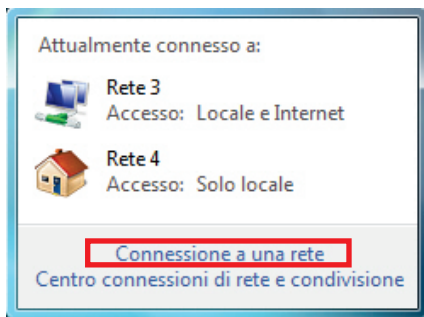 Attualmente connesso a:
Rete 3
Accesso: Locale e Internet
Rete 4
Accesso: Solo locale
Connessione a una rete
Centro connessioni di rete e condivisione